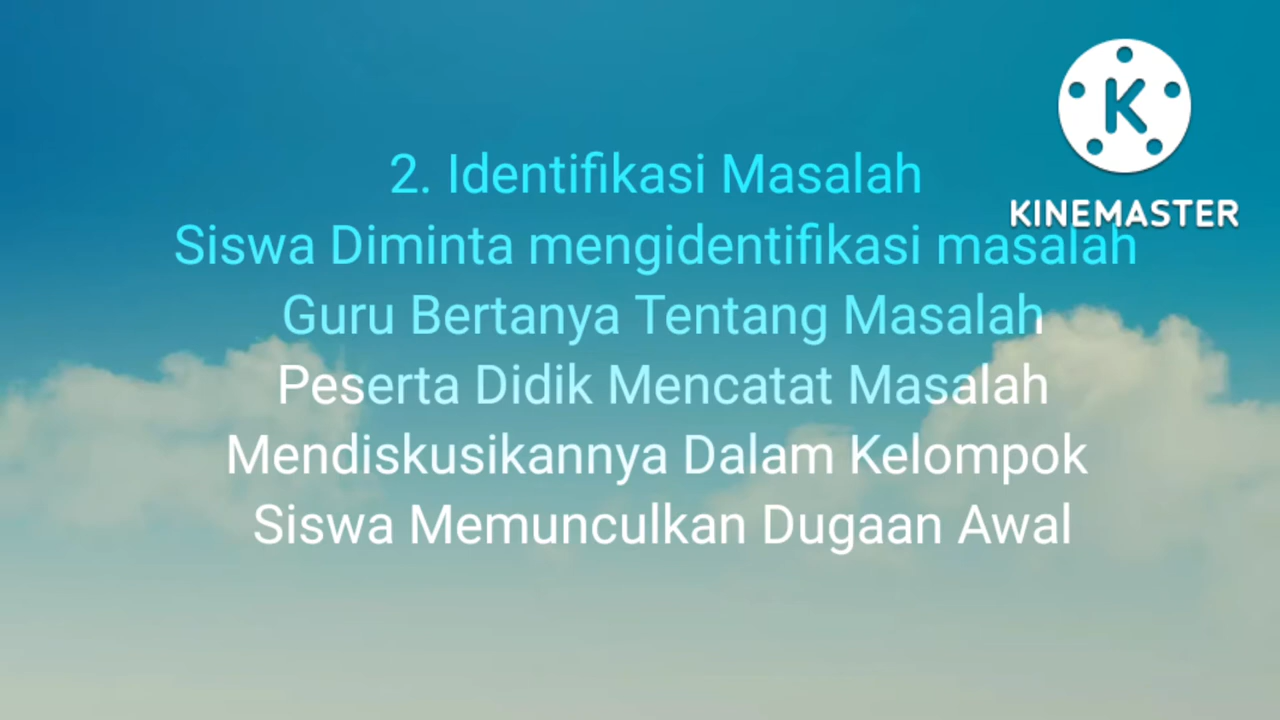 2. Identifikasi Masalah
Siswa Diminta mengidentifikasi masalah
Guru Bertanya Tentang Masalah
Peserta Didik Mencatat Masalah
Mendiskusikannya Dalam Kelompok
Siswa Memunculkan Dugaan Awal
K
KINEMASTER